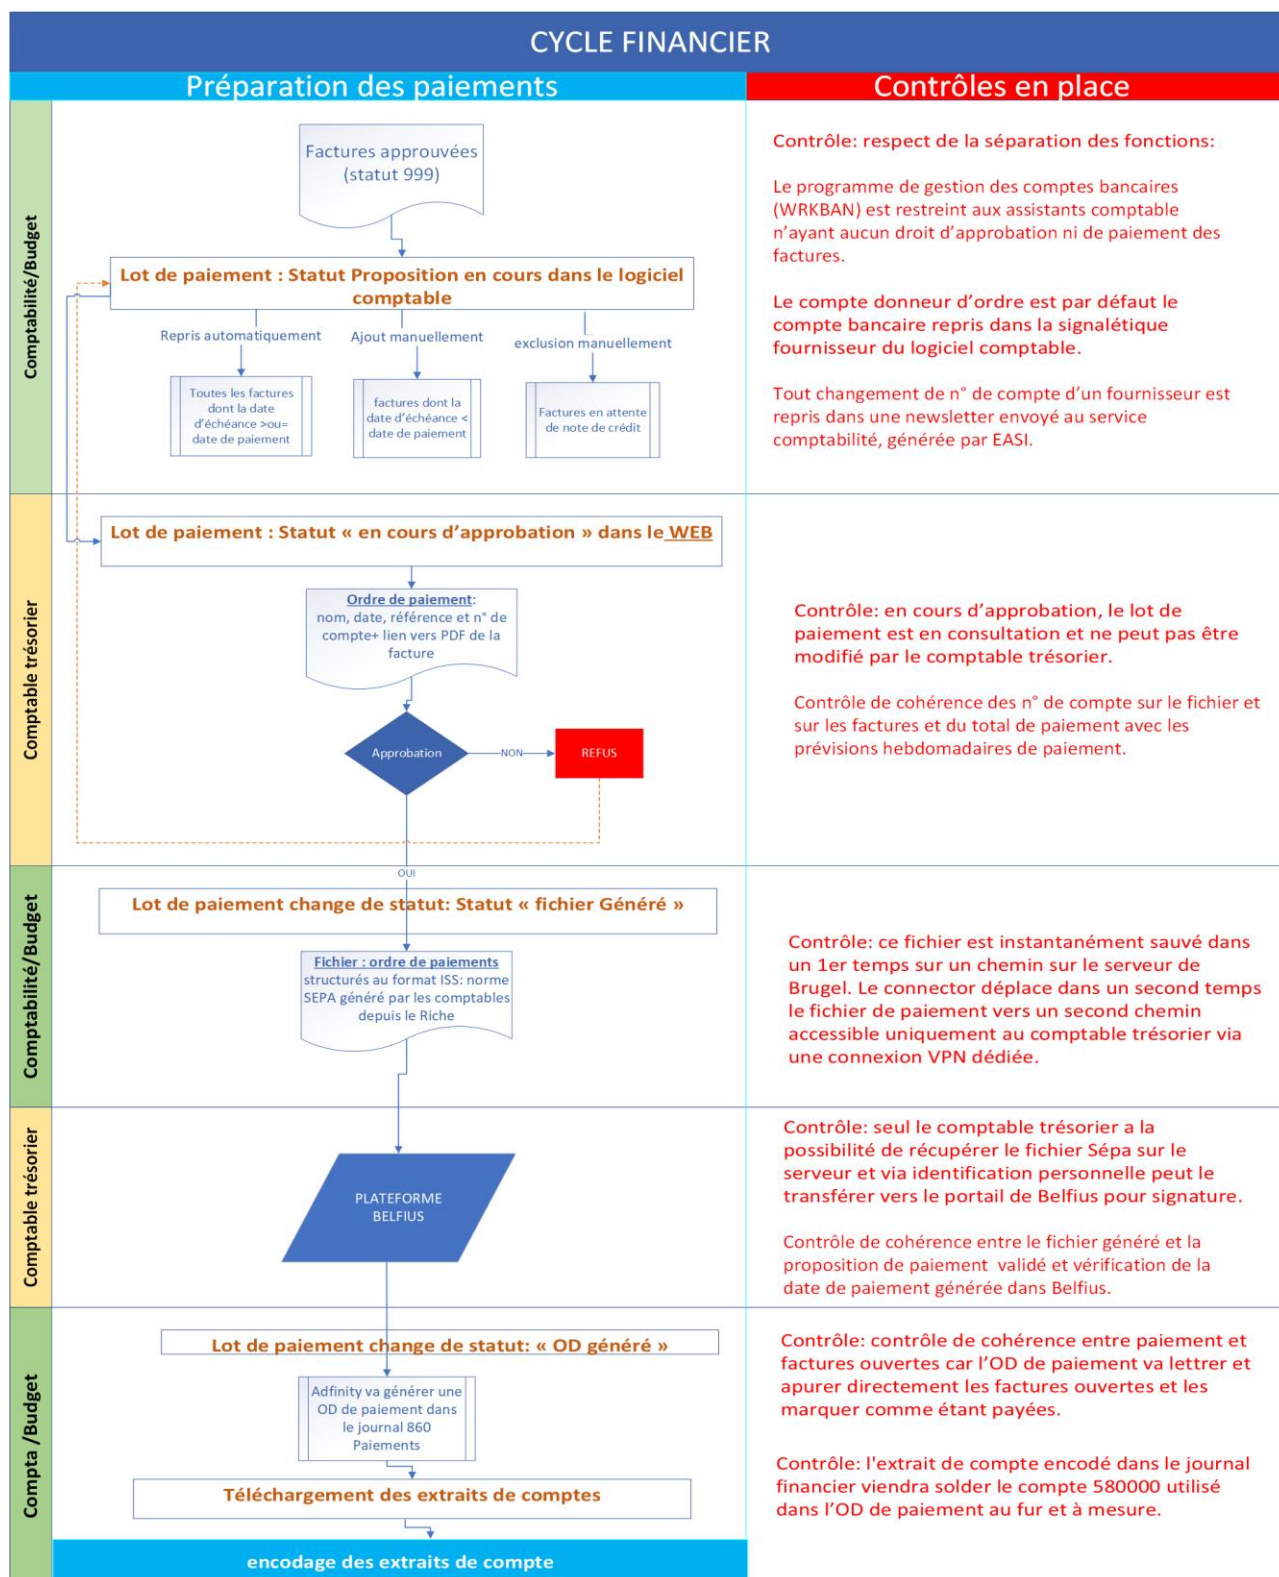 CYCLE FINANCIER
Préparation des paiements
Contrôles en place
Comptabilité/Budget
Factures approuvées
(statut 999)
Lot de paiement : Statut Proposition en cours dans le logiciel
comptable
Repris automatiquement
Ajout manuellement
exclusion manuellement
Toutes les factures
dont la date
d’échéance >ou=
date de paiement
factures dont la
date d’échéance <
date de paiement
Factures en attente
de note de crédit
Contrôle: respect de la séparation des fonctions:
Le programme de gestion des comptes bancaires
(WRKBAN) est restreint aux assistants comptable
n’ayant aucun droit d’approbation ni de paiement des
factures.
Le compte donneur d’ordre est par défaut le
compte bancaire repris dans la signalétique
fournisseur du logiciel comptable.
Tout changement de n° de compte d’un fournisseur est
repris dans une newsletter envoyé au service
comptabilité, générée par EASI.
Comptable trésorier
Lot de paiement : Statut « en cours d’approbation » dans le WEB
Ordre de paiement:
nom, date, référence et n° de
compte+ lien vers PDF de la
facture
Approbation
NON
REFUS
OUI
Contrôle: en cours d’approbation, le lot de
paiement est en consultation et ne peut pas être
modifié par le comptable trésorier.
Contrôle de cohérence des n° de compte sur le fichier et
sur les factures et du total de paiement avec les
prévisions hebdomadaires de paiement.
Comptabilité/Budget
Lot de paiement change de statut: Statut « fichier Généré »
Fichier : ordre de paiements
structurés au format ISS: norme
SEPA généré par les comptables
depuis le Riche
Contrôle: ce fichier est instantanément sauvé dans
un 1er temps sur un chemin sur le serveur de
Brugel. Le connector déplace dans un second temps
le fichier de paiement vers un second chemin
accessible uniquement au comptable trésorier via
une connexion VPN dédiée.
Comptable trésorier
PLATEFORME
BELFIUS
Contrôle: seul le comptable trésorier a la
possibilité de récupérer le fichier Sépa sur le
serveur et via identification personnelle peut le
transférer vers le portail de Belfius pour signature.
Contrôle de cohérence entre le fichier généré et la
proposition de paiement validé et vérification de la
date de paiement générée dans Belfius.
Compta /Budget
Lot de paiement change de statut: « OD généré »
Adfinity va générer une
OD de paiement dans
le journal 860
Paiements
Téléchargement des extraits de comptes
encodage des extraits de compte
Contrôle: contrôle de cohérence entre paiement et
factures ouvertes car l’OD de paiement va lettrer et
apurer directement les factures ouvertes et les
marquer comme étant payées.
Contrôle: l'extrait de compte encodé dans le journal
financier viendra solder le compte 580000 utilisé
dans l’OD de paiement au fur et à mesure.